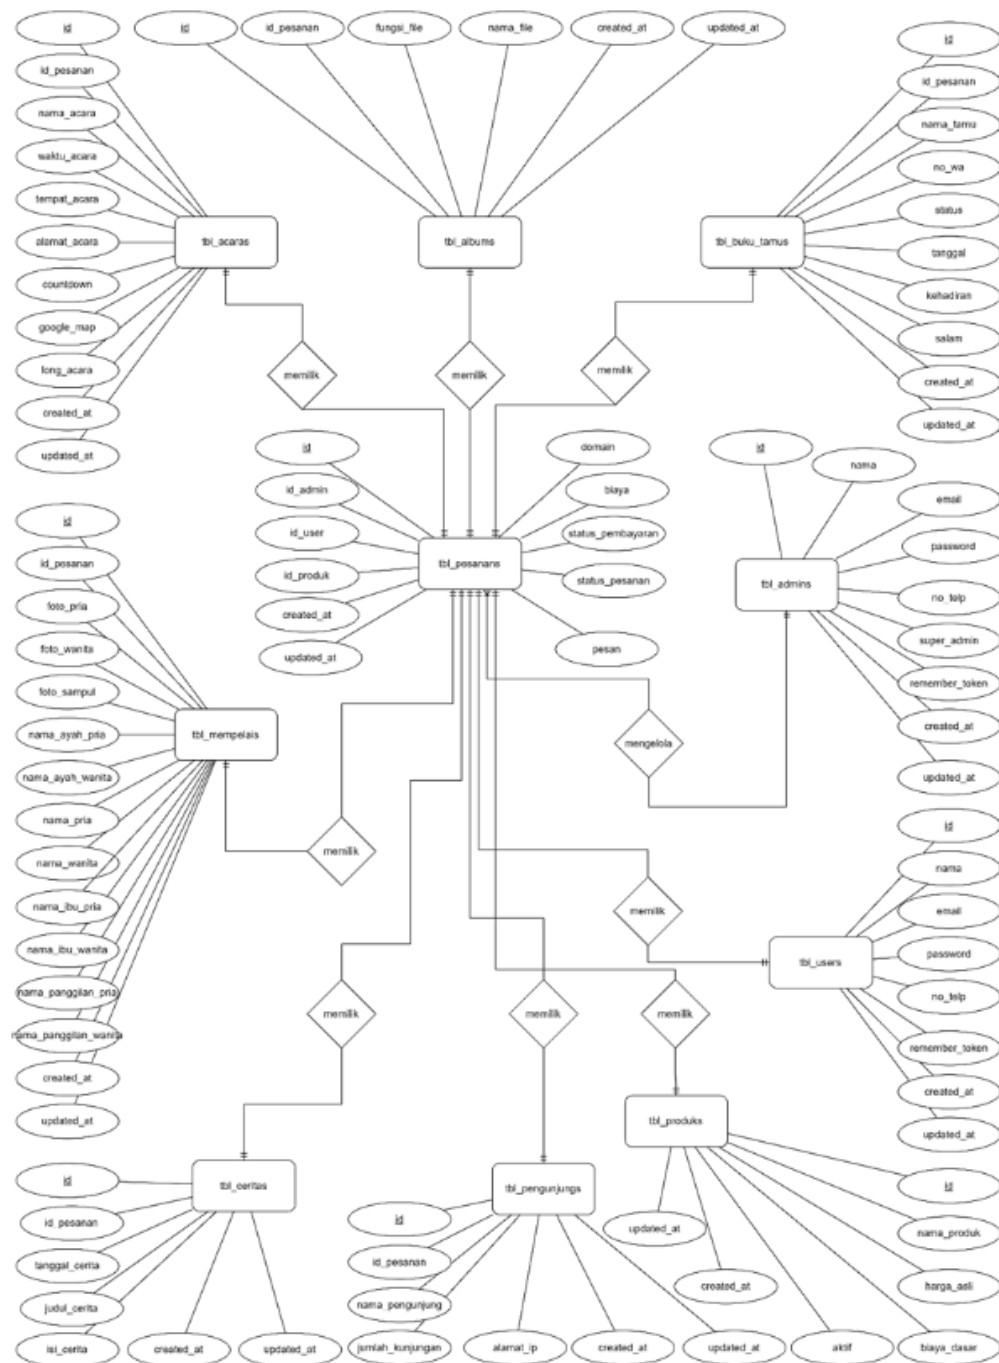 id
id
id_pesanan
fungsi_file
nama_file
created_at
updated_at
id
id_pesanan
nama_acara
waktu_acara
tempat_acara
alamat_acara
countdown
google_map
long_acara
created_at
updated_at
id_pesanan
nama_tamu
no_wa
status
tanggal
kehadiran
salam
created_at
updated_at
tbl_acaras
tbl_albums
tbl_buku_tamus
memilik
memilik
memilik
id
id_admin
id_user
id_produk
created_at
updated_at
domain
biaya
status_pembayaran
status_pesanan
pesan
tbl_pesanans
id
nama
email
password
no_telp
super_admin
remember_token
created_at
updated_at
tbl_admins
mengelola
id
id_pesanan
foto_pria
foto_wanita
foto_sampul
nama_ayah_pria
nama_ayah_wanita
nama_pria
nama_wanita
nama_ibu_pria
nama_ibu_wanita
nama_panggilan_pria
nama_panggilan_wanita
created_at
updated_at
tbl_mempelais
memilik
memilik
id
nama
email
password
no_telp
remember_token
created_at
updated_at
tbl_users
memilik
memilik
memilik
tbl_produks
id
nama_produk
harga_asli
biaya_dasar
aktif
created_at
updated_at
tbl_ceritas
id
id_pesanan
tanggal_cerita
judul_cerita
isi_cerita
created_at
updated_at
tbl_pengunjungs
id
id_pesanan
nama_pengunjung
jumlah_kunjungan
alamat_ip
created_at
updated_at